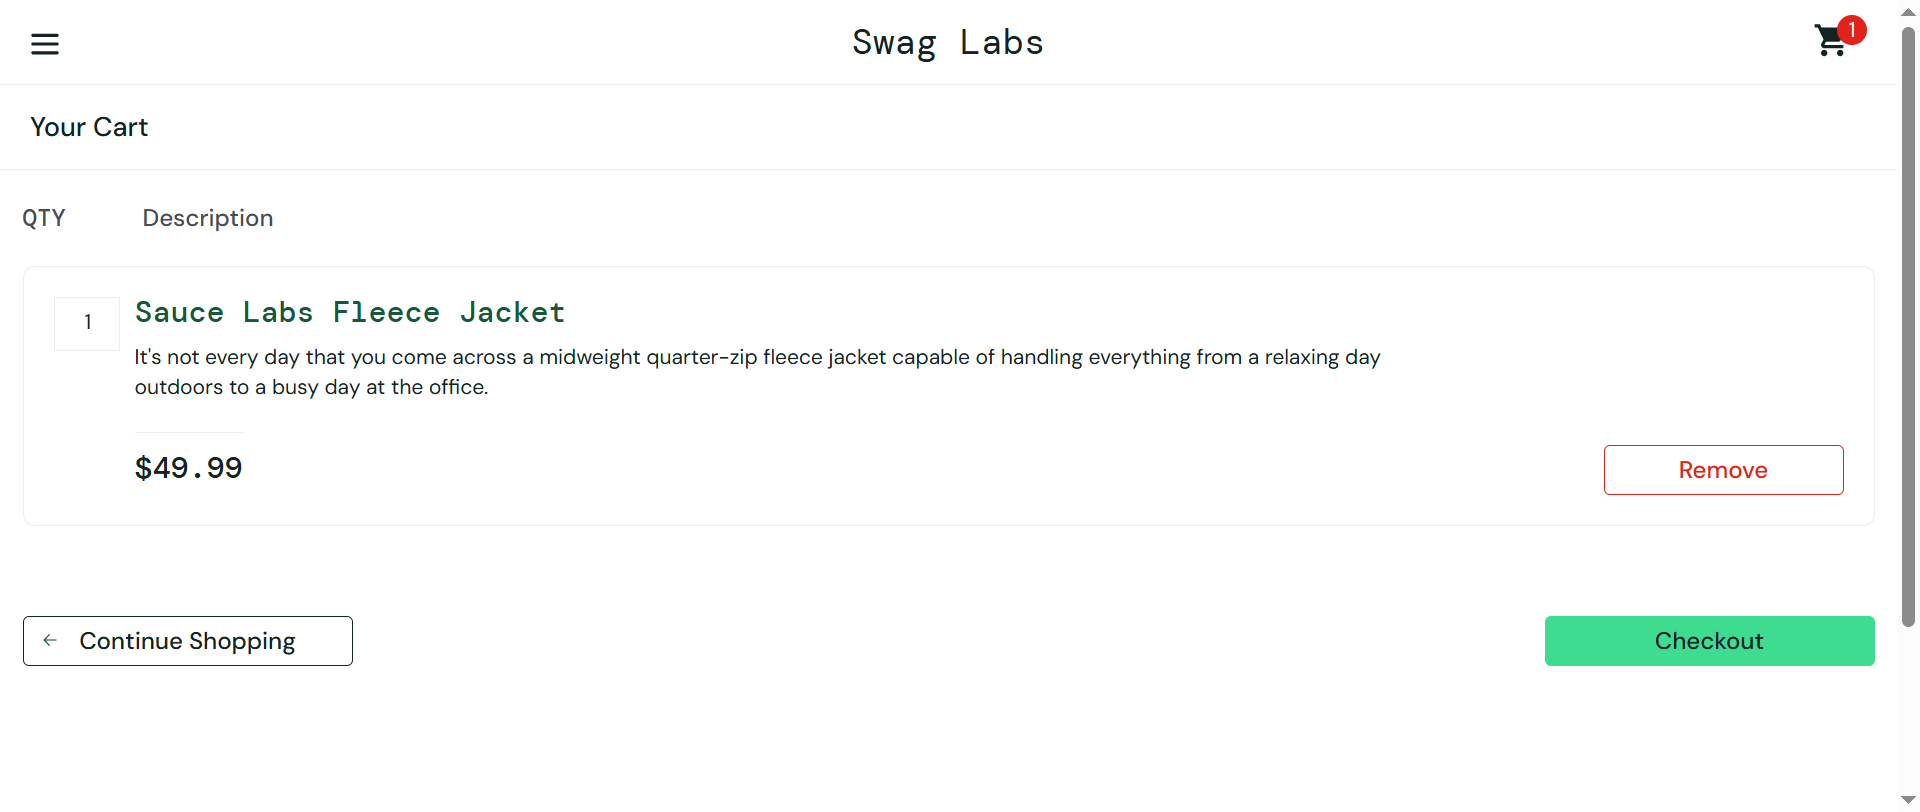 Swag Labs
1
Your Cart
QTY Description
1
Sauce Labs Fleece Jacket
It's not every day that you come across a midweight quarter-zip fleece jacket capable of handling everything from a relaxing day
outdoors to a busy day at the office.
$49.99
Remove
Continue Shopping
Checkout